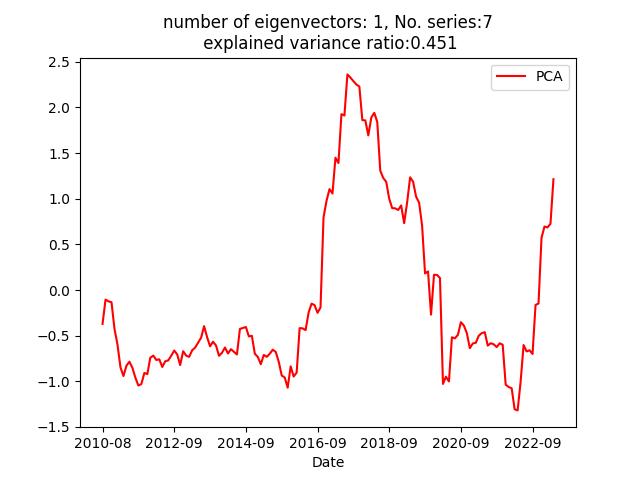 number of eigenvectors: 1, No. series:7
explained variance ratio:0.451
PCA
2.5
2.0
1.5
1.0
0.5
0.0
−0.5
−1.0
−1.5
2010-08 2012-09 2014-09 2016-09 2018-09 2020-09 2022-09
Date